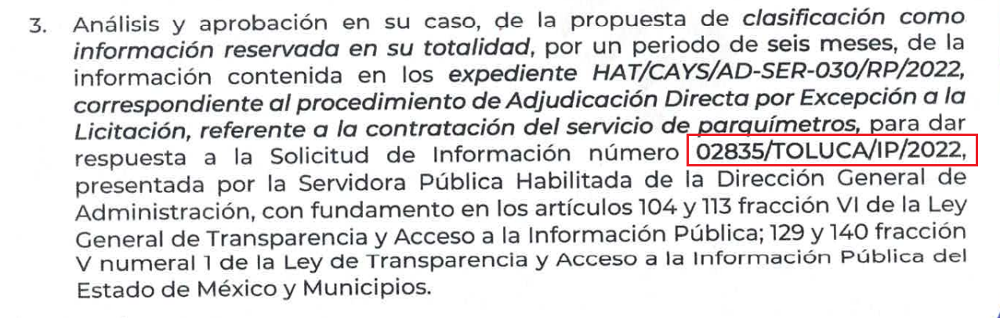 3. Análisis y aprobación en su caso, de la propuesta de clasificación como
información reservada en su totalidad, por un periodo de seis meses, de la
información contenida en los expediente HAT/CAYS/AD-SER-030/RP/2022,
correspondiente al procedimiento de Adjudicación Directa por Excepción a la
Licitación, referente a la contratación del servicio de parquímetros, para dar
respuesta a la Solicitud de Información número 02835/TOLUCA/IP/2022,
presentada por la Servidora Pública Habilitada de la Dirección General de
Administración, con fundamento en los artículos 104 y 113 fracción VI de la Ley
General de Transparencia y Acceso a la Información Pública; 129 y 140 fracción
V numeral 1 de la Ley de Transparencia y Acceso a la Información Pública del
Estado de México y Municipios.